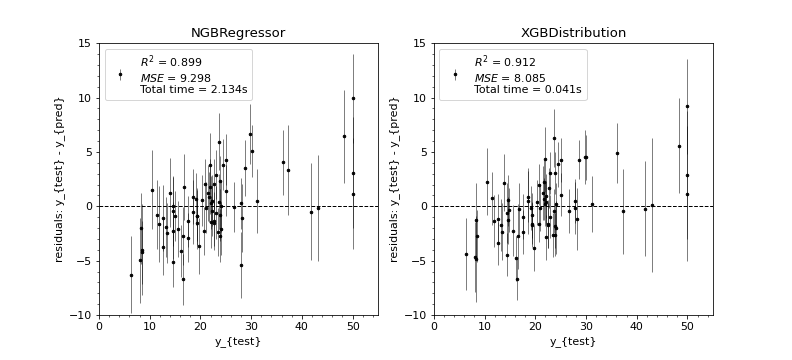 NGBRegressor
R² = 0.899
MSE = 9.298
Total time = 2.134s
15
10
5
0
−5
−10
residuals: y_{test} - y_{pred}
0 10 20 30 40 50
y_{test}
XGBDistribution
R² = 0.912
MSE = 8.085
Total time = 0.041s
15
10
5
0
−5
−10
residuals: y_{test} - y_{pred}
0 10 20 30 40 50
y_{test}